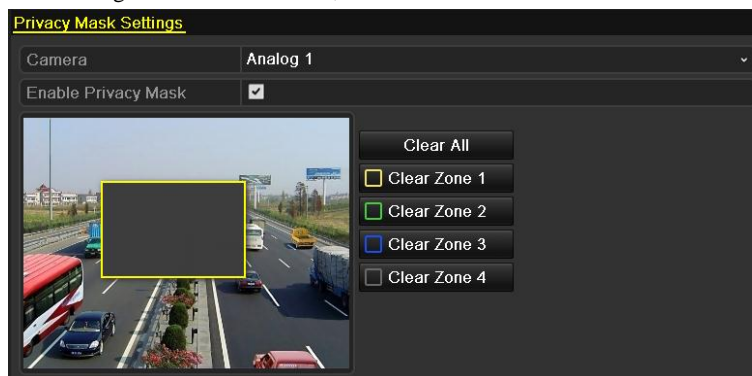 Privacy Mask Settings
Camera Analog 1
Enable Privacy Mask
Clear All
Clear Zone 1
Clear Zone 2
Clear Zone 3
Clear Zone 4